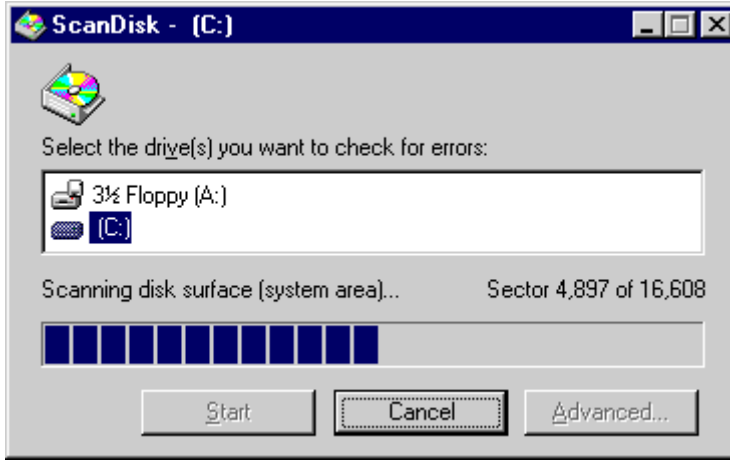 ScanDisk - (C:)
Select the drive(s) you want to check for errors:
3½ Floppy (A:)
(C:)
Scanning disk surface (system area)... Sector 4,897 of 16,608
Start Cancel Advanced...